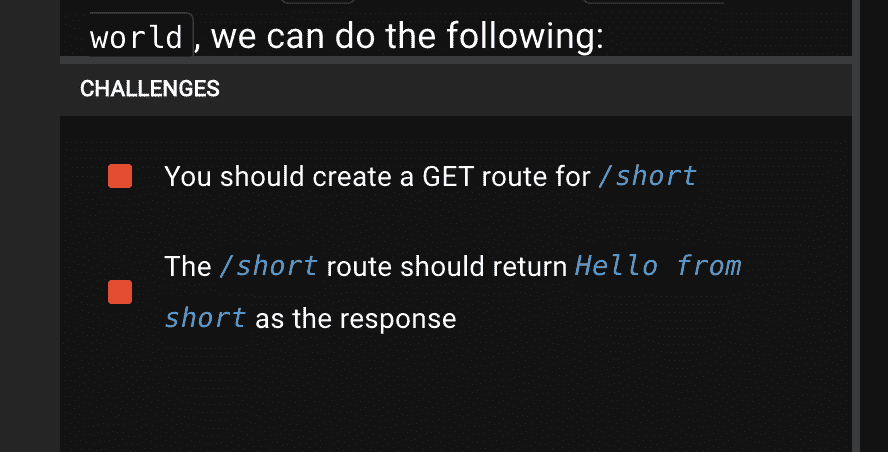 world, we can do the following:
CHALLENGES
You should create a GET route for /short
The /short route should return Hello from
short as the response